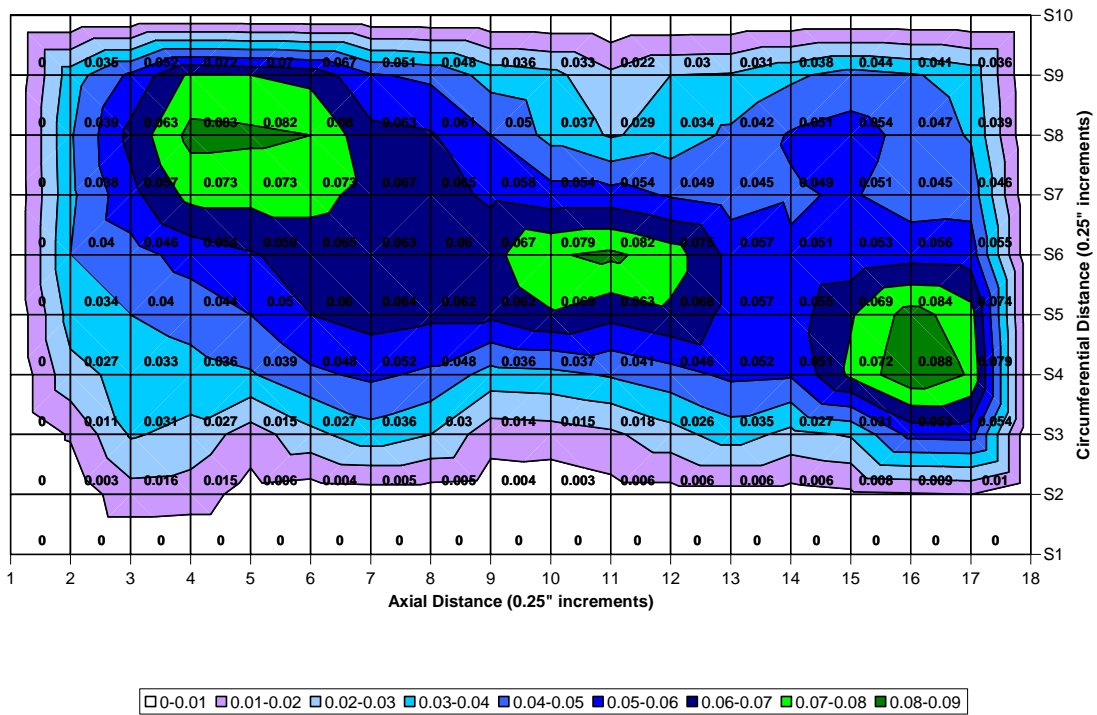 S10
0 0.035 0.052 0.072 0.07 0.067 0.051 0.048 0.036 0.033 0.022 0.03 0.031 0.038 0.044 0.041 0.036
S9
0 0.039 0.063 0.083 0.082 0.08 0.063 0.061 0.05 0.037 0.029 0.034 0.042 0.051 0.054 0.047 0.039
S8
0 0.038 0.057 0.073 0.073 0.073 0.067 0.065 0.058 0.054 0.054 0.049 0.045 0.049 0.051 0.045 0.046
S7
0 0.04 0.046 0.054 0.059 0.065 0.063 0.06 0.067 0.079 0.082 0.075 0.057 0.051 0.053 0.056 0.055
S6
0 0.034 0.04 0.044 0.05 0.06 0.064 0.062 0.062 0.069 0.063 0.068 0.057 0.055 0.069 0.084 0.074
S5
0 0.027 0.033 0.036 0.039 0.048 0.052 0.048 0.036 0.037 0.041 0.046 0.052 0.051 0.072 0.088 0.079
S4
0 0.011 0.031 0.027 0.015 0.027 0.036 0.03 0.014 0.015 0.018 0.026 0.035 0.027 0.031 0.053 0.054
S3
0 0.003 0.016 0.015 0.006 0.004 0.005 0.005 0.004 0.003 0.006 0.006 0.006 0.006 0.008 0.009 0.01
S2
0 0 0 0 0 0 0 0 0 0 0 0 0 0 0 0 0
S1
Circumferential Distance (0.25" increments)
1 2 3 4 5 6 7 8 9 10 11 12 13 14 15 16 17 18
Axial Distance (0.25" increments)
0-0.01 0.01-0.02 0.02-0.03 0.03-0.04 0.04-0.05 0.05-0.06 0.06-0.07 0.07-0.08 0.08-0.09